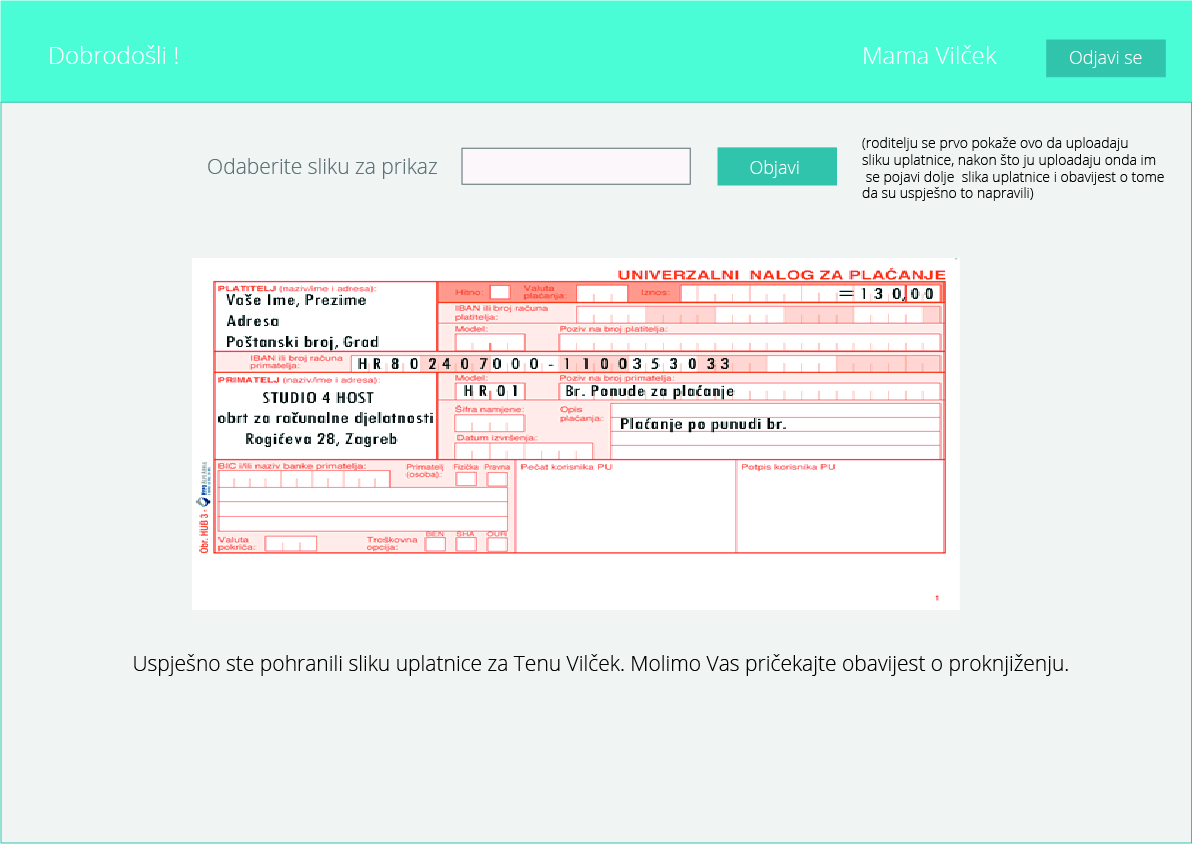 Dobrodošli !
Mama Vilček
Odjavi se
Odaberite sliku za prikaz
Objavi
(roditelju se prvo pokaže ovo da uploadaju
sliku uplatnice, nakon što ju uploadaju onda im
se pojavi dolje slika uplatnice i obavijest o tome
da su uspješno to napravili)
UNIVERZALNI NALOG ZA PLAĆANJE
PLATITELJ (naziv/ime i adresa):
Vaše Ime, Prezime
Adresa
Poštanski broj, Grad
Hitno:
Valuta
plaćanja:
Iznos:
=130,00
IBAN ili broj računa
platitelja:
Model:
Poziv na broj platitelja:
IBAN ili broj računa
primatelja:
HR802407000-1100353033
PRIMATELJ (naziv/ime i adresa):
STUDIO 4 HOST
obrt za računalne djelatnosti
Rogićeva 28, Zagreb
Model:
HR01
Poziv na broj primatelja:
Br. Ponude za plaćanje
Šifra namjene:
Opis
plaćanja:
Plaćanje po punudi br.
Datum izvršenja:
BIC i/ili naziv banke primatelja:
Primatelj
(osoba):
Fizička
Pravna
Pečat korisnika PU
Potpis korisnika PU
Valuta
pokrića:
Troškovna
opcija:
BEN
SHA
OUR
Obr. HUB 3 -
1
Uspješno ste pohranili sliku uplatnice za Tenu Vilček. Molimo Vas pričekajte obavijest o proknjiženju.